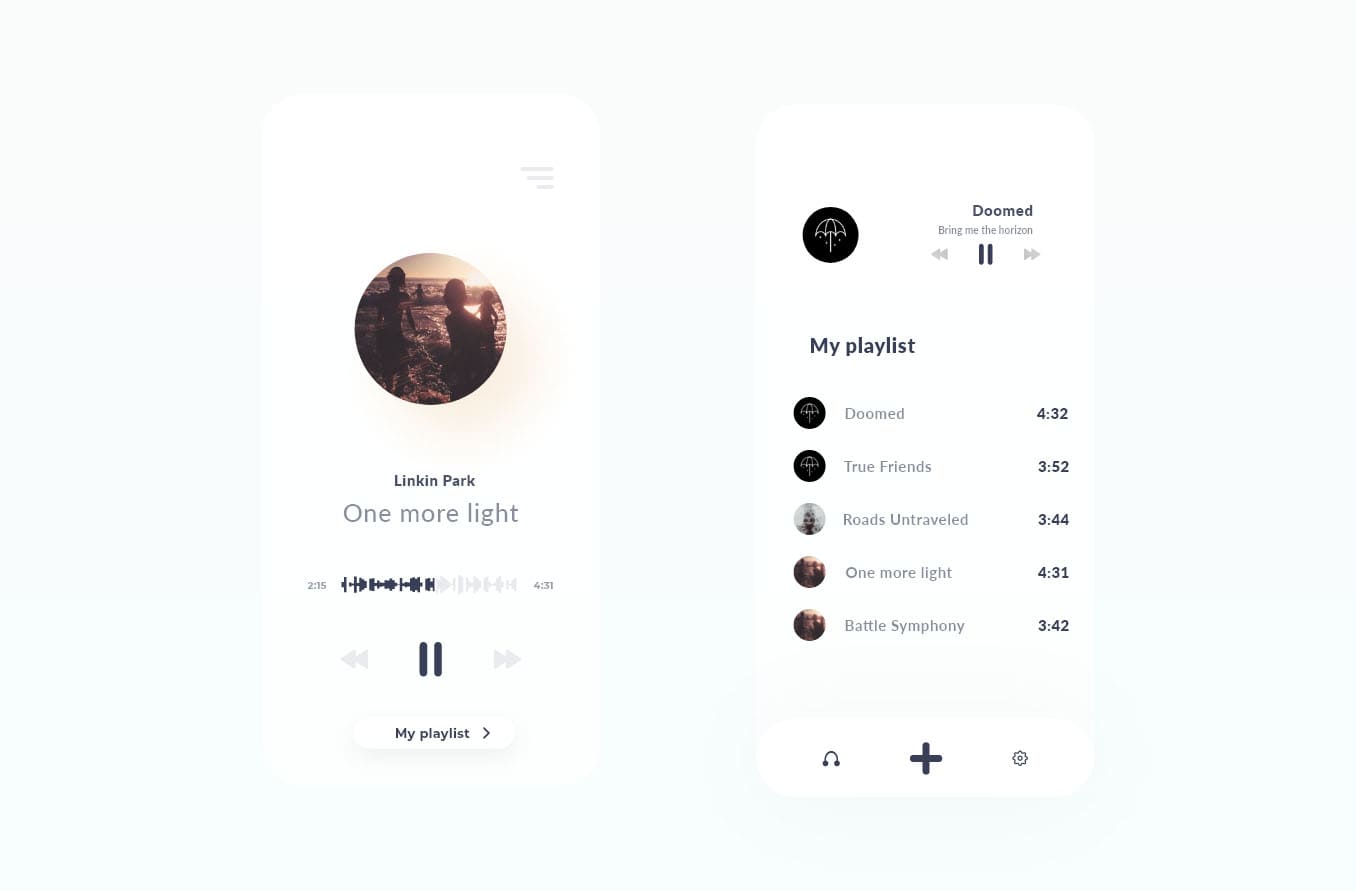 Linkin Park
One more light
2:15 4:31
My playlist
Doomed
Bring me the horizon
My playlist
Doomed 4:32
True Friends 3:52
Roads Untraveled 3:44
One more light 4:31
Battle Symphony 3:42